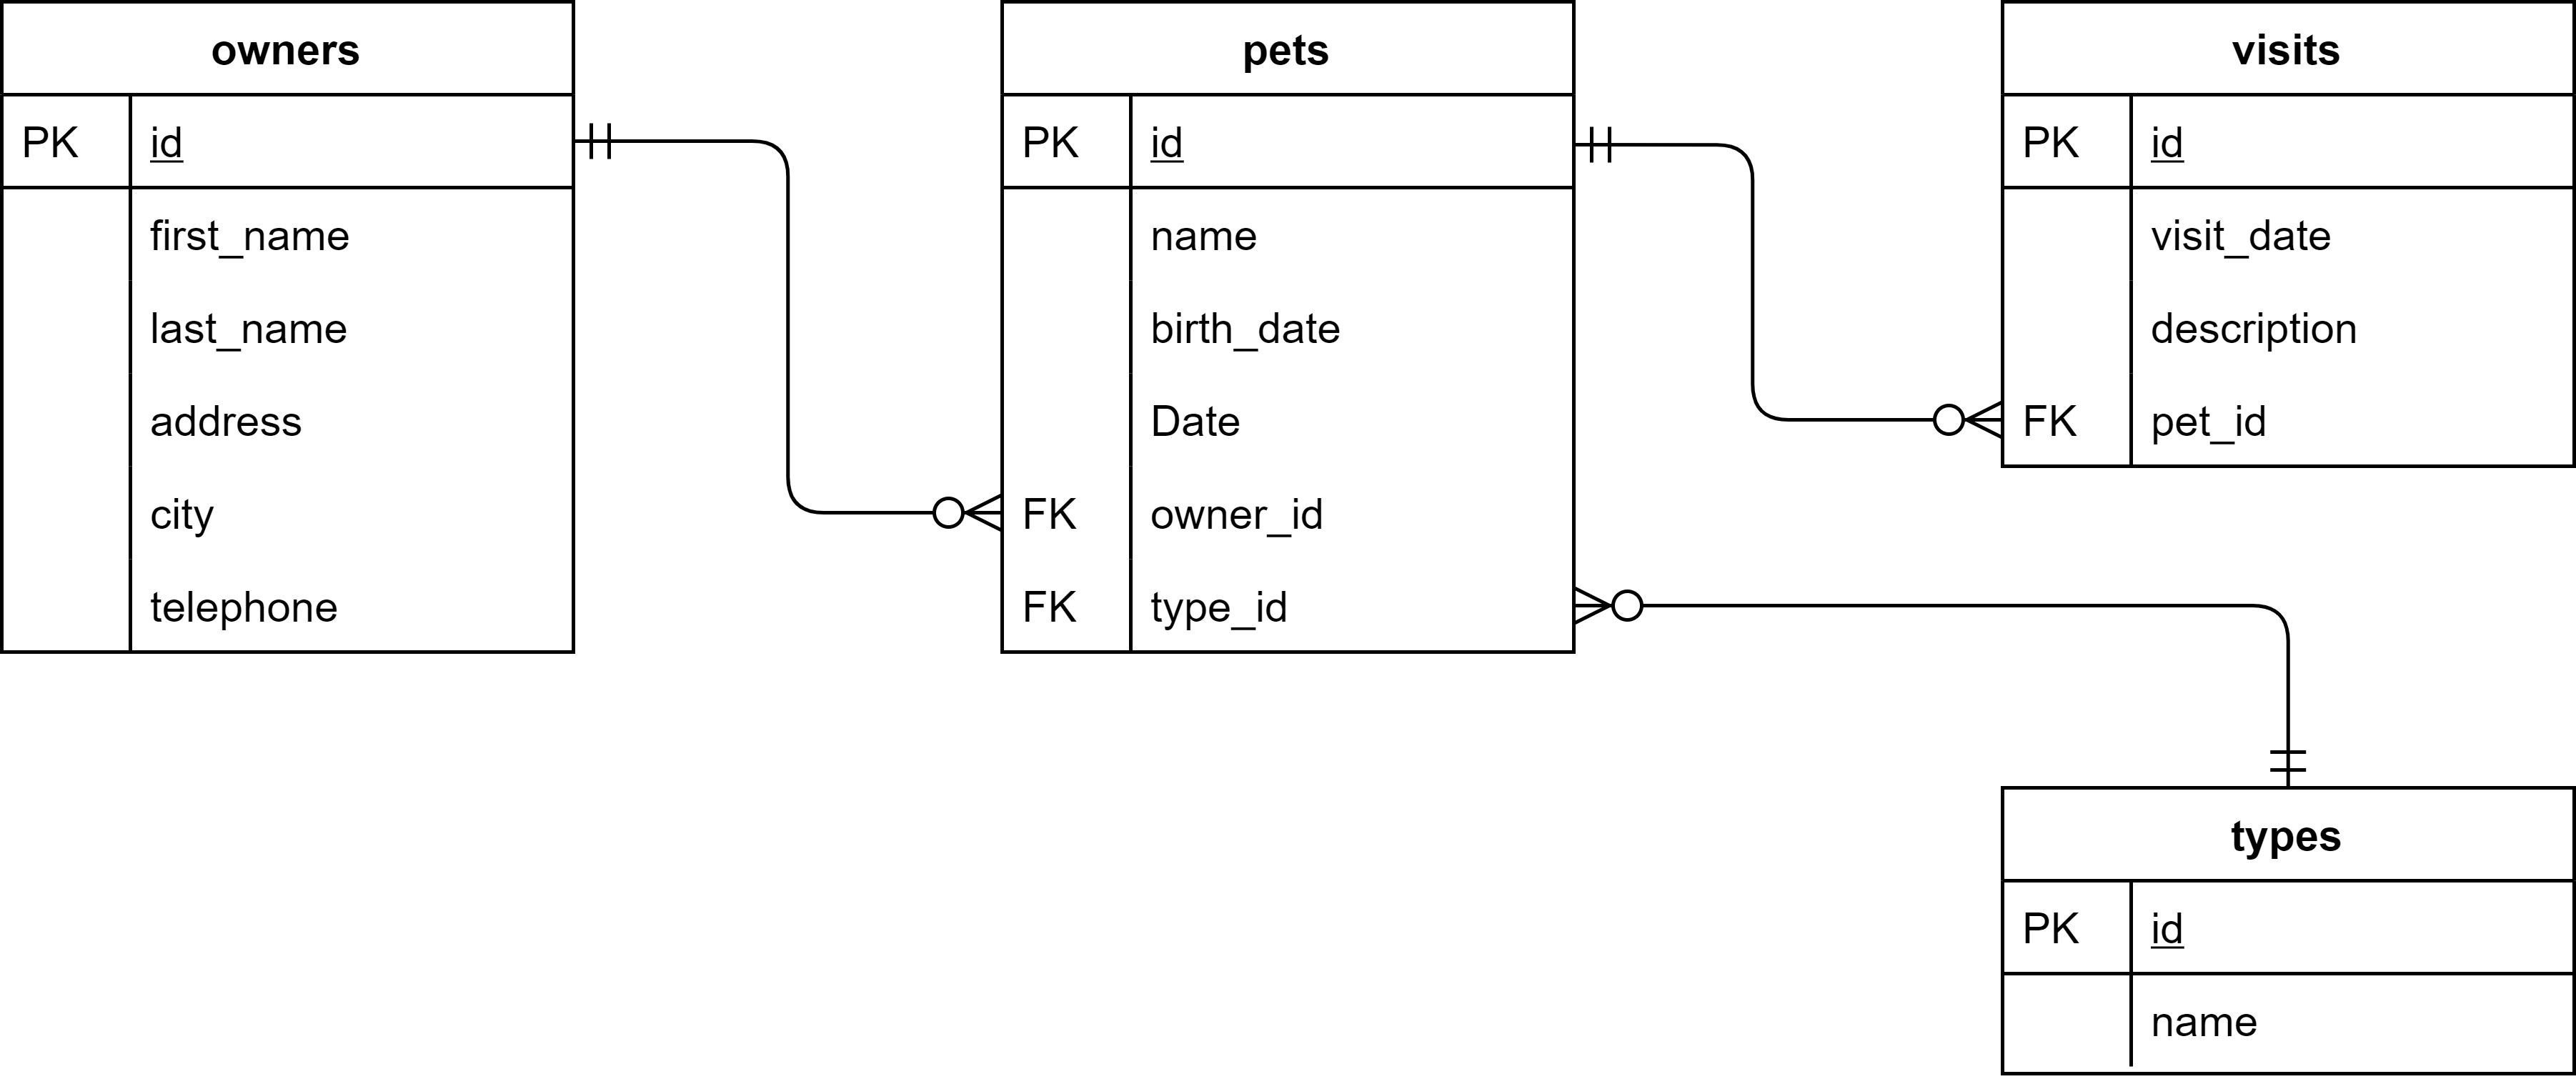 owners
PK id
first_name
last_name
address
city
telephone
pets
PK id
name
birth_date
Date
FK owner_id
FK type_id
visits
PK id
visit_date
description
FK pet_id
types
PK id
name